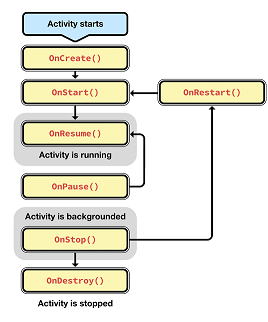 Activity starts
OnCreate()
OnStart()
OnRestart()
OnResume()
Activity is running
OnPause()
Activity is backgrounded
OnStop()
OnDestroy()
Activity is stopped